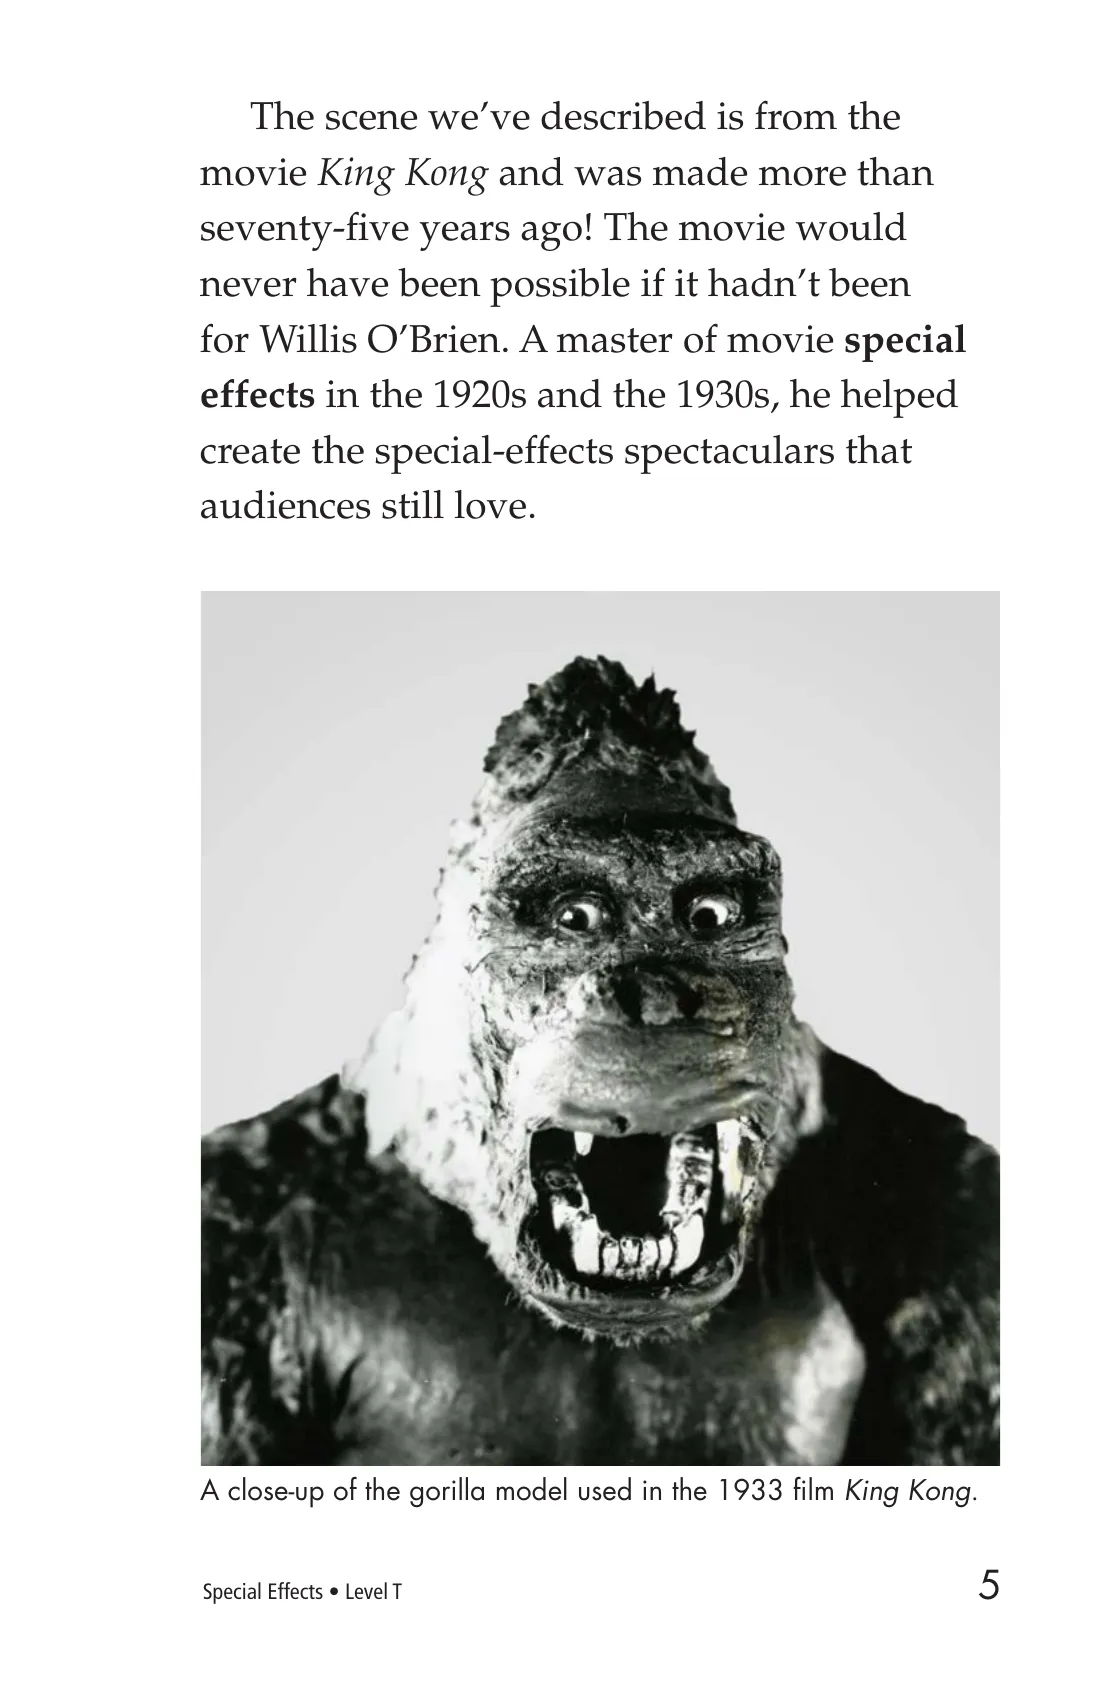 The scene we’ve described is from the
movie King Kong and was made more than
seventy-five years ago! The movie would
never have been possible if it hadn’t been
for Willis O’Brien. A master of movie special
effects in the 1920s and the 1930s, he helped
create the special-effects spectaculars that
audiences still love.
A close-up of the gorilla model used in the 1933 film King Kong.
Special Effects • Level T
5